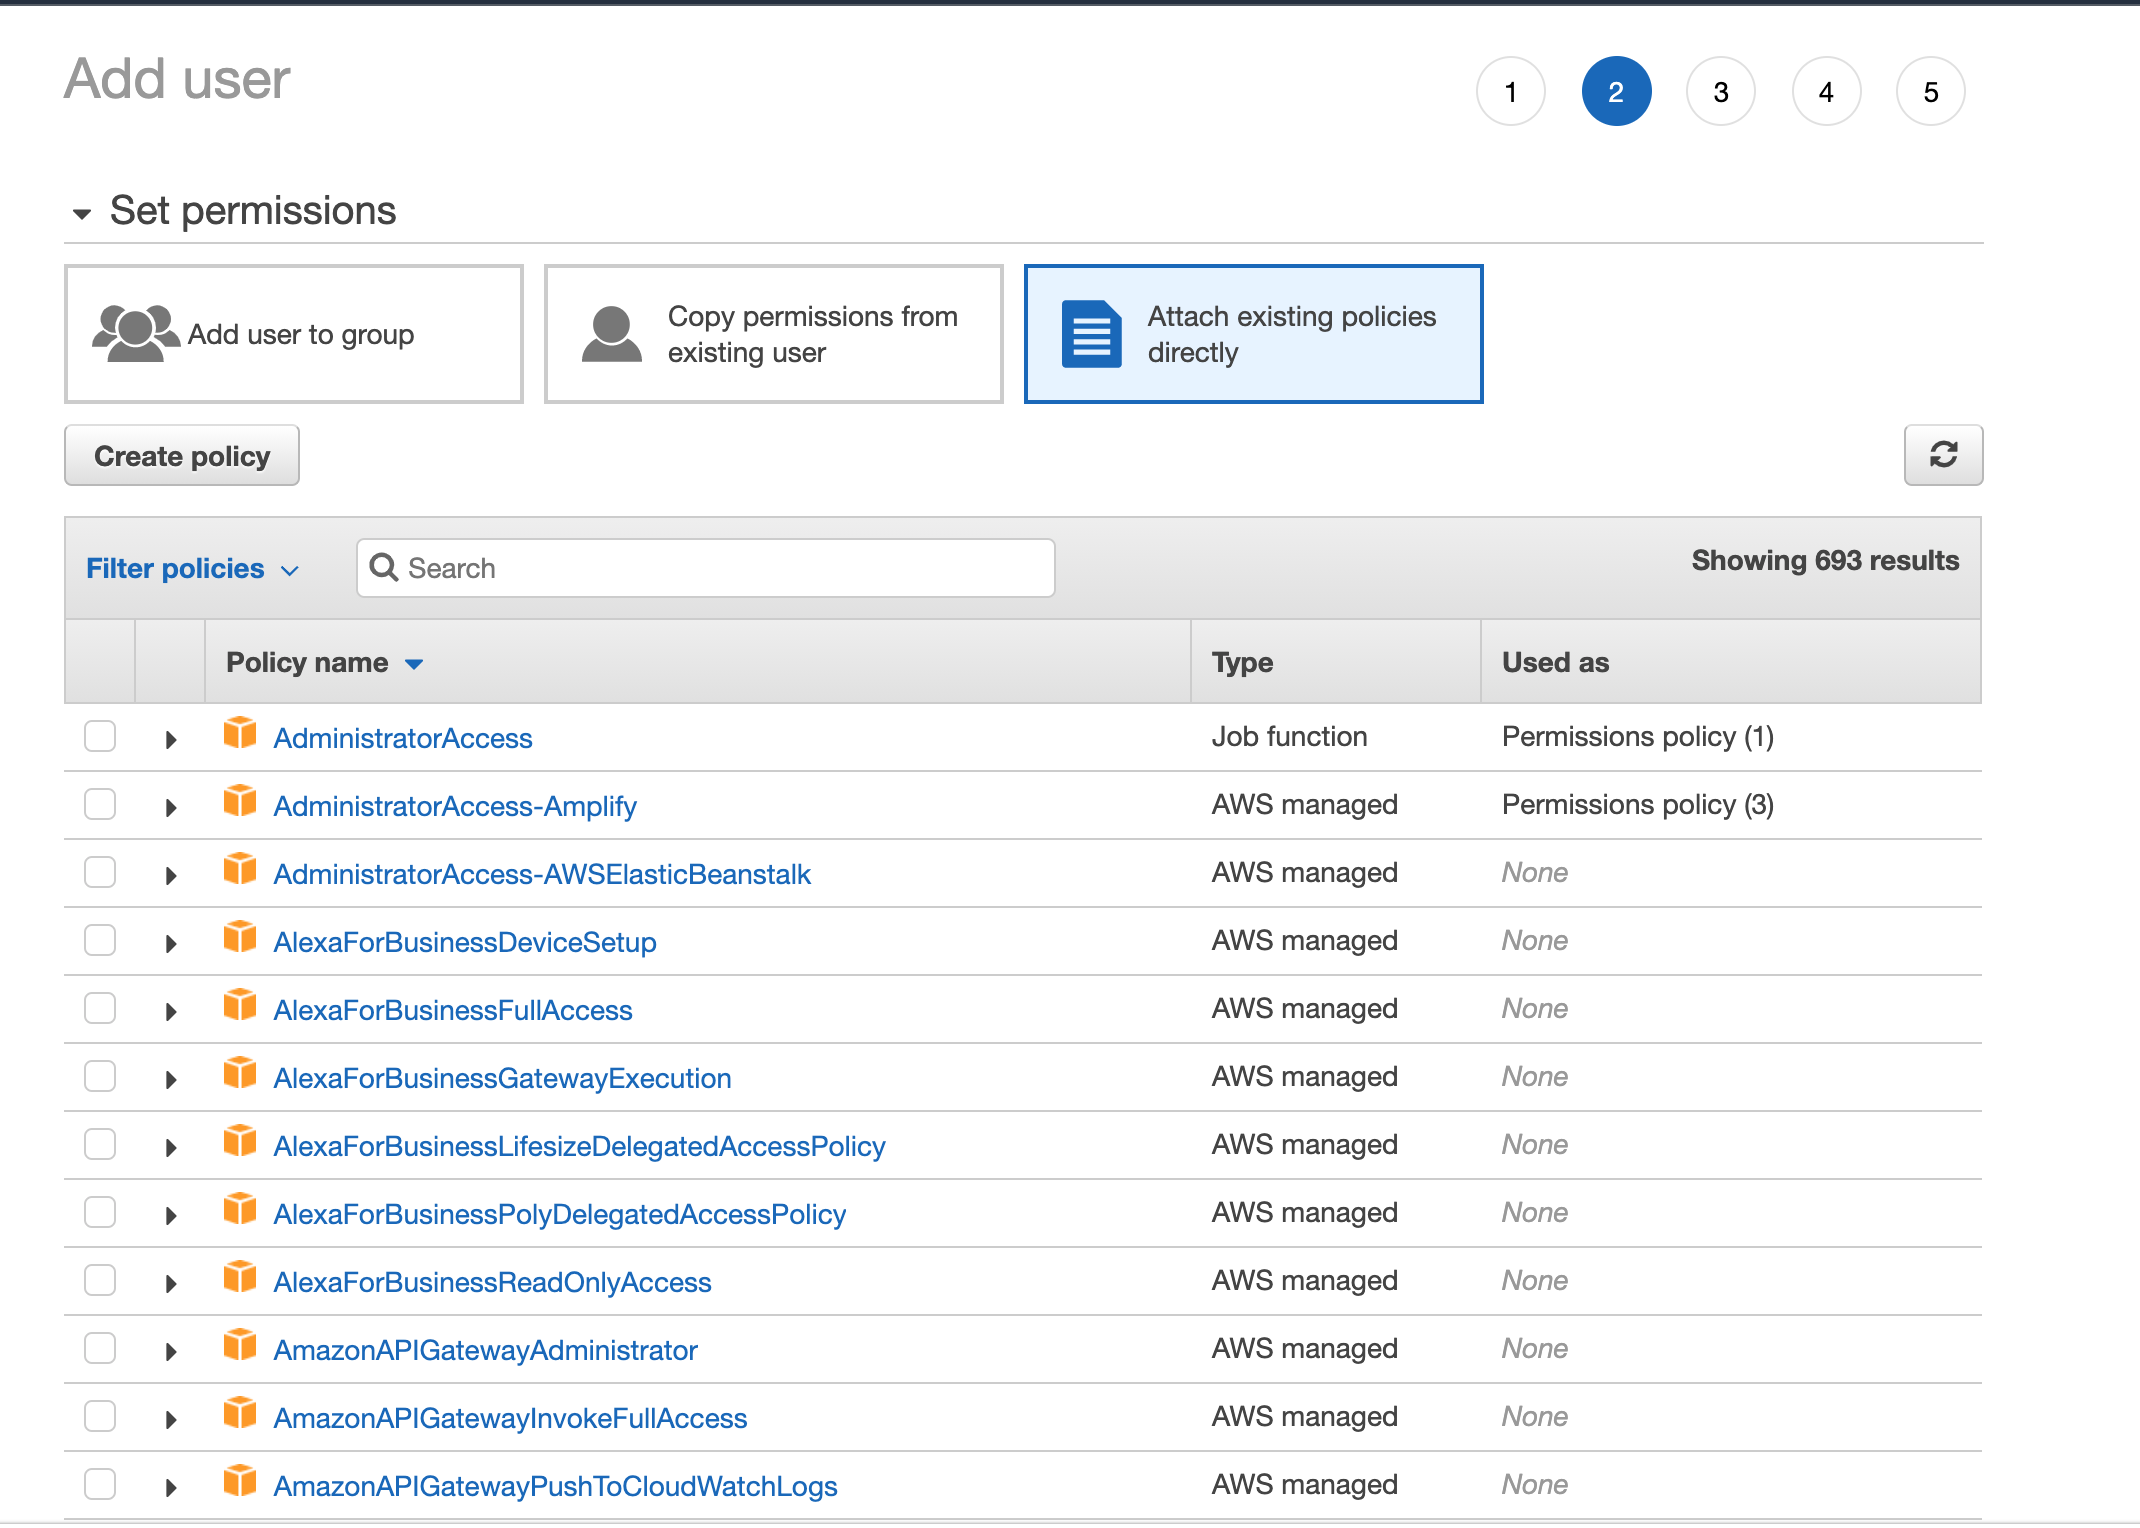 Add user
1 2 3 4 5
Set permissions
Add user to group
Copy permissions from
existing user
Attach existing policies
directly
Create policy
Filter policies Search Showing 693 results
Policy name Type Used as
AdministratorAccess Job function Permissions policy (1)
AdministratorAccess-Amplify AWS managed Permissions policy (3)
AdministratorAccess-AWSElasticBeanstalk AWS managed None
AlexaForBusinessDeviceSetup AWS managed None
AlexaForBusinessFullAccess AWS managed None
AlexaForBusinessGatewayExecution AWS managed None
AlexaForBusinessLifesizeDelegatedAccessPolicy AWS managed None
AlexaForBusinessPolyDelegatedAccessPolicy AWS managed None
AlexaForBusinessReadOnlyAccess AWS managed None
AmazonAPIGatewayAdministrator AWS managed None
AmazonAPIGatewayInvokeFullAccess AWS managed None
AmazonAPIGatewayPushToCloudWatchLogs AWS managed None